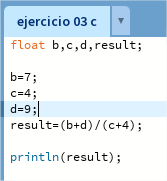 ejercicio 03 c
float b,c,d,result;
b=7;
c=4;
d=9;
result=(b+d)/(c+4);
println(result);